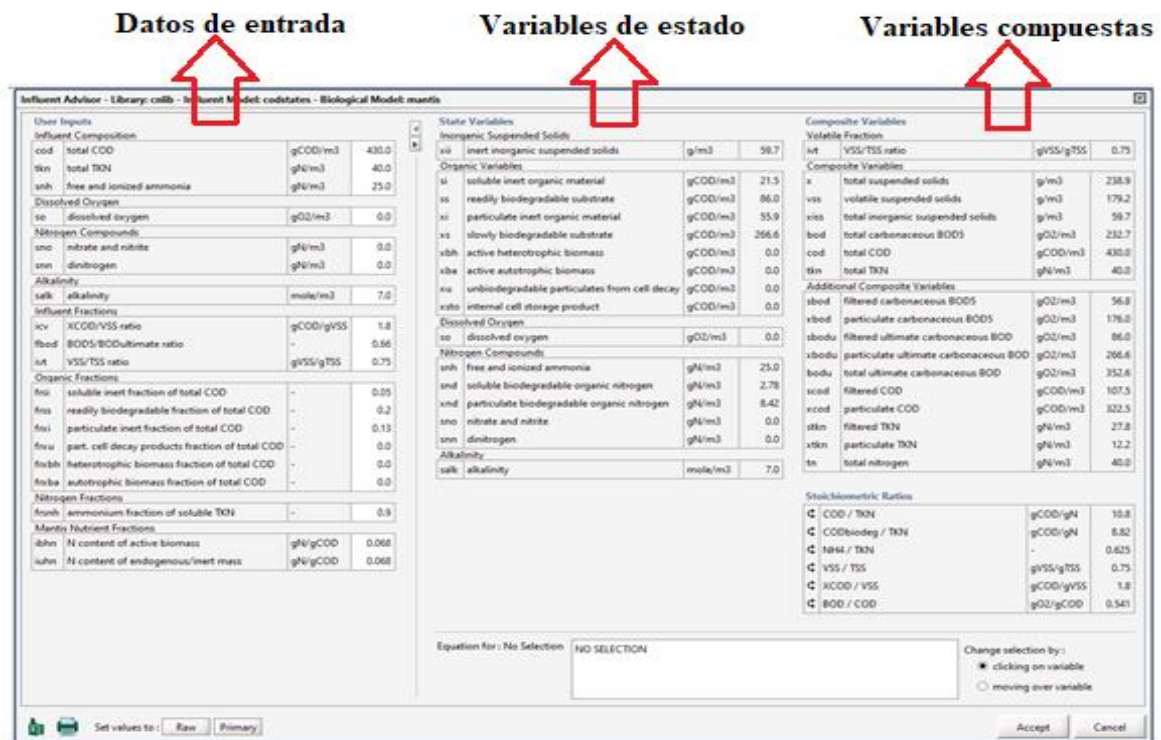 Datos de entrada
Variables de estado
Variables compuestas
Influent Advisor - Library: cnlib - Influent Model: codstates - Biological Model: mantis
User Inputs
Influent Composition
cod total COD gCOD/m3 430.0
tkn total TKN gN/m3 40.0
snh free and ionized ammonia gN/m3 25.0
Dissolved Oxygen
so dissolved oxygen gO2/m3 0.0
Nitrogen Compounds
sno nitrate and nitrite gN/m3 0.0
snn dinitrogen gN/m3 0.0
Alkalinity
salk alkalinity mole/m3 7.0
Influent Fractions
icv XCOD/VSS ratio gCOD/gVSS 1.8
fbod BOD5/BODultimate ratio - 0.66
ivt VSS/TSS ratio gVSS/gTSS 0.75
Organic Fractions
frsi soluble inert fraction of total COD - 0.05
frss readily biodegradable fraction of total COD - 0.2
frxi particulate inert fraction of total COD - 0.13
frxu part. cell decay products fraction of total COD - 0.0
frxbh heterotrophic biomass fraction of total COD - 0.0
frxba autotrophic biomass fraction of total COD - 0.0
Nitrogen Fractions
frsnh ammonium fraction of soluble TKN - 0.9
Mantis Nutrient Fractions
ibhn N content of active biomass gN/gCOD 0.068
iuhn N content of endogenous/inert mass gN/gCOD 0.068
State Variables
Inorganic Suspended Solids
xii inert inorganic suspended solids g/m3 59.7
Organic Variables
si soluble inert organic material gCOD/m3 21.5
ss readily biodegradable substrate gCOD/m3 86.0
xi particulate inert organic material gCOD/m3 55.9
xs slowly biodegradable substrate gCOD/m3 266.6
xbh active heterotrophic biomass gCOD/m3 0.0
xba active autotrophic biomass gCOD/m3 0.0
xu unbiodegradable particulates from cell decay gCOD/m3 0.0
xsto internal cell storage product gCOD/m3 0.0
Dissolved Oxygen
so dissolved oxygen gO2/m3 0.0
Nitrogen Compounds
snh free and ionized ammonia gN/m3 25.0
snd soluble biodegradable organic nitrogen gN/m3 2.78
xnd particulate biodegradable organic nitrogen gN/m3 8.42
sno nitrate and nitrite gN/m3 0.0
snn dinitrogen gN/m3 0.0
Alkalinity
salk alkalinity mole/m3 7.0
Composite Variables
Volatile Fraction
ivt VSS/TSS ratio gVSS/gTSS 0.75
Composite Variables
x total suspended solids g/m3 238.9
vss volatile suspended solids g/m3 179.2
xiss total inorganic suspended solids g/m3 59.7
bod total carbonaceous BOD5 gO2/m3 232.7
cod total COD gCOD/m3 430.0
tkn total TKN gN/m3 40.0
Additional Composite Variables
sbod filtered carbonaceous BOD5 gO2/m3 56.8
xbod particulate carbonaceous BOD5 gO2/m3 176.0
sbodu filtered ultimate carbonaceous BOD gO2/m3 86.0
xbodu particulate ultimate carbonaceous BOD gO2/m3 266.6
bodu total ultimate carbonaceous BOD gO2/m3 352.6
scod filtered COD gCOD/m3 107.5
xcod particulate COD gCOD/m3 322.5
stkn filtered TKN gN/m3 27.8
xtkn particulate TKN gN/m3 12.2
tn total nitrogen gN/m3 40.0
Stoichiometric Ratios
COD / TKN gCOD/gN 10.8
CODbiodeg / TKN gCOD/gN 8.82
NH4 / TKN - 0.625
VSS / TSS gVSS/gTSS 0.75
XCOD / VSS gCOD/gVSS 1.8
BOD / COD gO2/gCOD 0.541
Equation for : No Selection
NO SELECTION
Change selection by :
clicking on variable
moving over variable
Set values to : Raw Primary
Accept Cancel